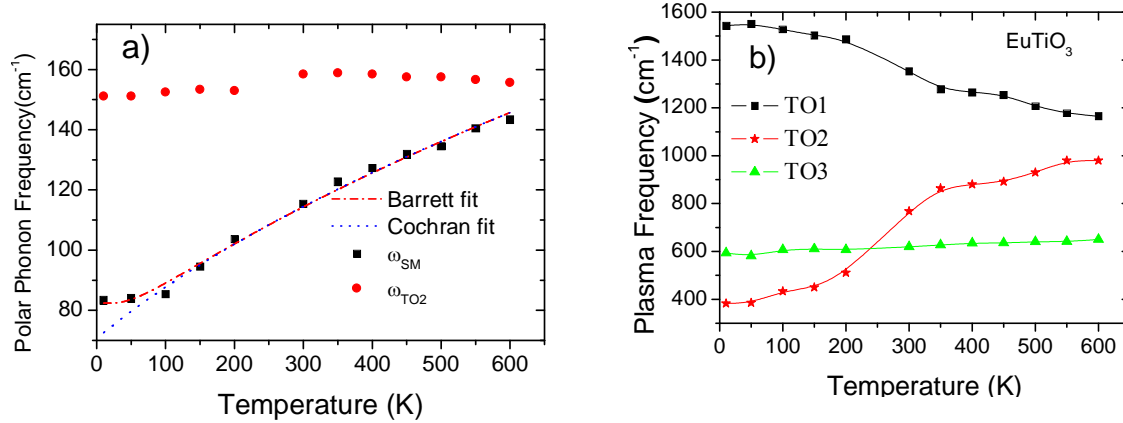 a)
Polar Phonon Frequency(cm⁻¹)
160
140
120
100
80
Barrett fit
Cochran fit
ω_SM
ω_TO2
0 100 200 300 400 500 600
Temperature (K)
b)
EuTiO₃
Plasma Frequency (cm⁻¹)
1600
1400
1200
1000
800
600
400
TO1
TO2
TO3
0 100 200 300 400 500 600
Temperature (K)